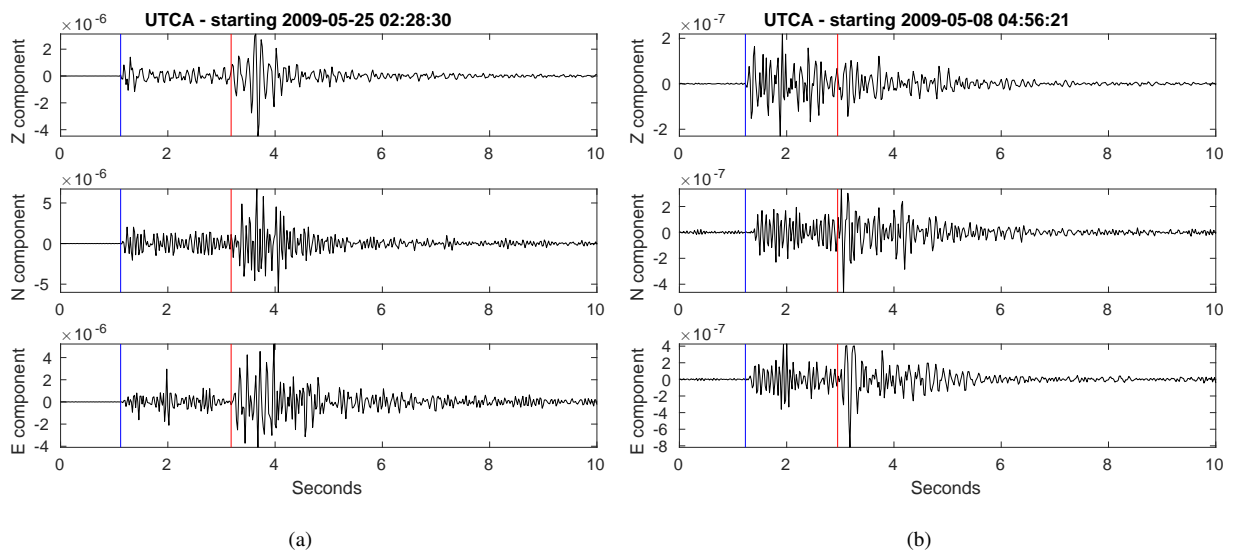 UTCA - starting 2009-05-25 02:28:30
×10-6
Z component
2
0
-2
-4
0 2 4 6 8 10
×10-6
N component
5
0
-5
0 2 4 6 8 10
×10-6
E component
4
2
0
-2
-4
0 2 4 6 8 10
Seconds
(a)
UTCA - starting 2009-05-08 04:56:21
×10-7
Z component
2
0
-2
0 2 4 6 8 10
×10-7
N component
2
0
-2
-4
0 2 4 6 8 10
×10-7
E component
4
2
0
-2
-4
-6
-8
0 2 4 6 8 10
Seconds
(b)